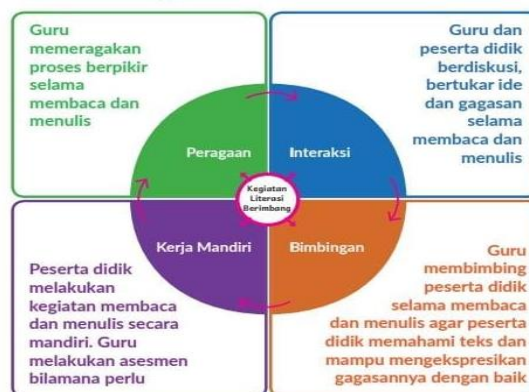 Guru
memeragakan
proses berpikir
selama
membaca dan
menulis
Guru dan
peserta didik
berdiskusi,
bertukar ide
dan gagasan
selama
membaca dan
menulis
Peragaan
Interaksi
Kegiatan
Literasi
Berimbang
Kerja Mandiri
Bimbingan
Peserta didik
melakukan
kegiatan membaca
dan menulis secara
mandiri. Guru
melakukan asesmen
bilamana perlu
Guru
membimbing
peserta didik
selama membaca
dan menulis agar peserta
didik memahami teks dan
mampu mengekspresikan
gagasannya dengan baik